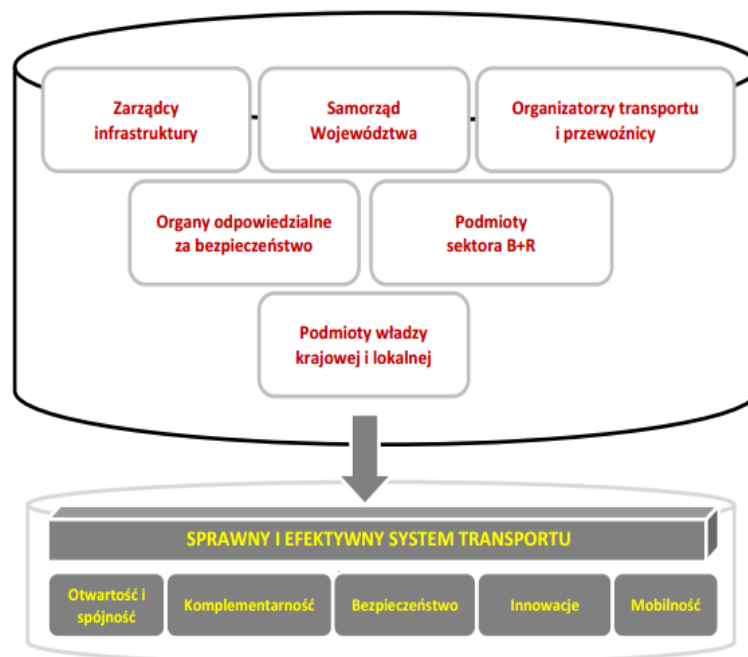 Zarządcy
infrastruktury
Samorząd
Województwa
Organizatorzy transportu
i przewoźnicy
Organy odpowiedzialne
za bezpieczeństwo
Podmioty
sektora B+R
Podmioty władzy
krajowej i lokalnej
SPRAWNY I EFEKTYWNY SYSTEM TRANSPORTU
Otwartość i
spójność
Komplementarność
Bezpieczeństwo
Innowacje
Mobilność